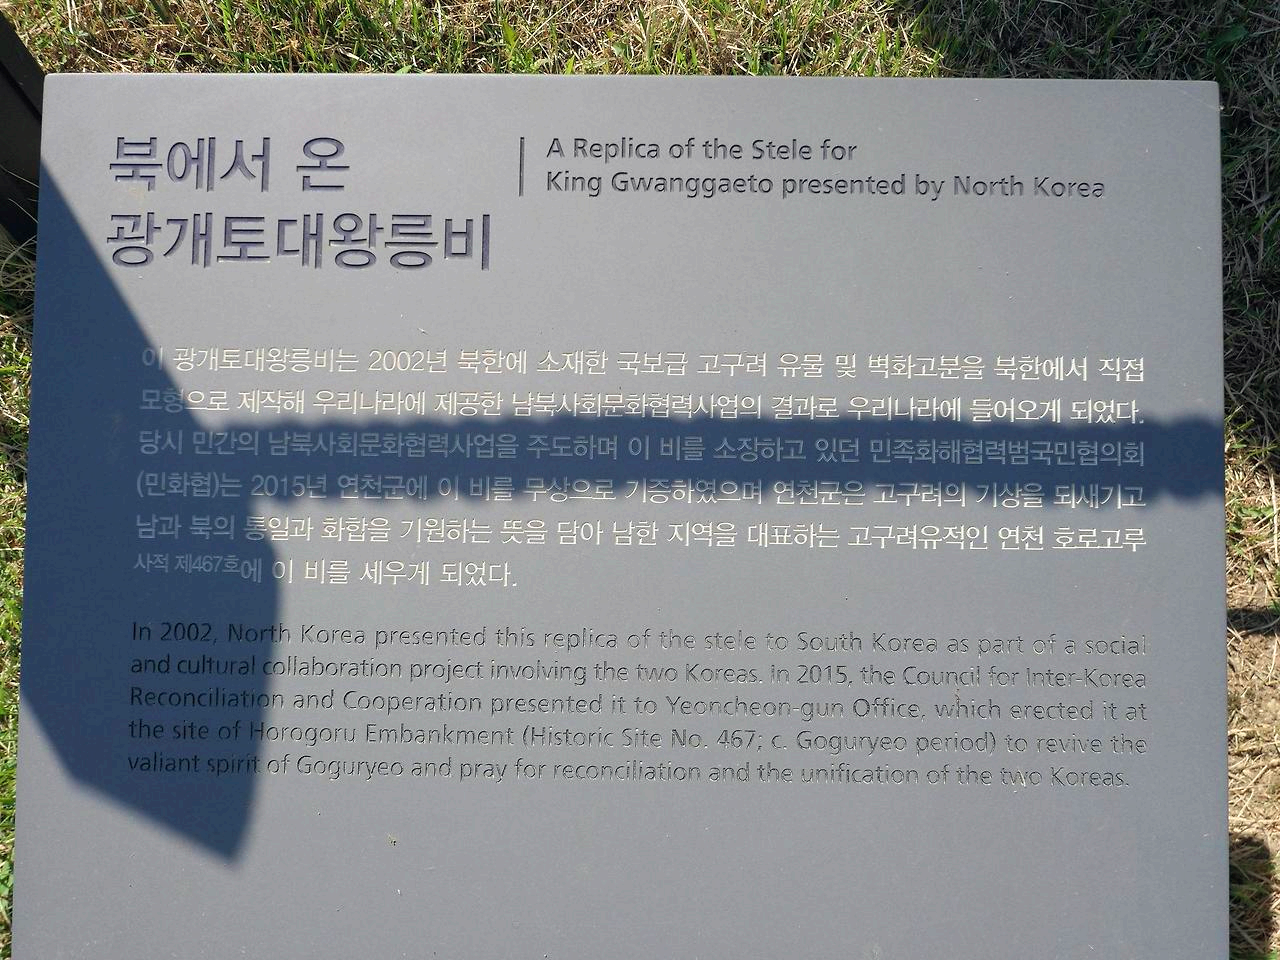 북에서 온
광개토대왕릉비
A Replica of the Stele for
King Gwanggaeto presented by North Korea
이 광개토대왕릉비는 2002년 북한에 소재한 국보급 고구려 유물 및 벽화고분을 북한에서 직접
모형으로 제작해 우리나라에 제공한 남북사회문화협력사업의 결과로 우리나라에 들어오게 되었다.
당시 민간의 남북사회문화협력사업을 주도하며 이 비를 소장하고 있던 민족화해협력범국민협의회
(민화협)는 2015년 연천군에 이 비를 무상으로 기증하였으며 연천군은 고구려의 기상을 되새기고
남과 북의 통일과 화합을 기원하는 뜻을 담아 남한 지역을 대표하는 고구려유적인 연천 호로고루
사적 제467호에 이 비를 세우게 되었다.
In 2002, North Korea presented this replica of the stele to South Korea as part of a social
and cultural collaboration project involving the two Koreas. In 2015, the Council for Inter-Korea
Reconciliation and Cooperation presented it to Yeoncheon-gun Office, which erected it at
the site of Horogoru Embankment (Historic Site No. 467; c. Goguryeo period) to revive the
valiant spirit of Goguryeo and pray for reconciliation and the unification of the two Koreas.